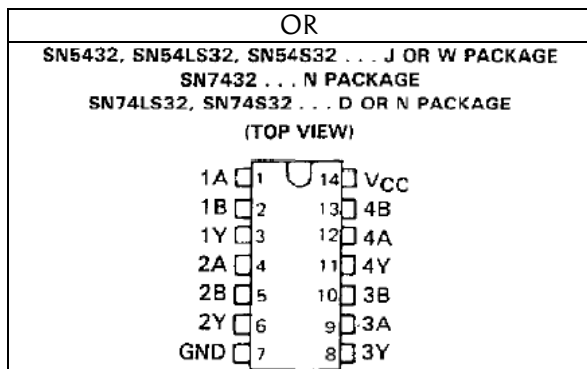 OR
SN5432, SN54LS32, SN54S32 . . . J OR W PACKAGE
SN7432 . . . N PACKAGE
SN74LS32, SN74S32 . . . D OR N PACKAGE
(TOP VIEW)
1A 1 14 VCC
1B 2 13 4B
1Y 3 12 4A
2A 4 11 4Y
2B 5 10 3B
2Y 6 9 3A
GND 7 8 3Y